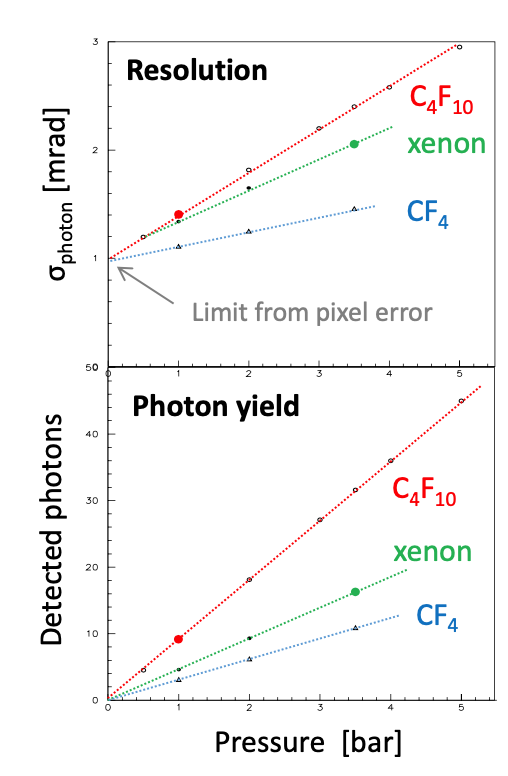 3
Resolution
C₄F₁₀
xenon
2
CF₄
σphoton [mrad]
1
Limit from pixel error
0 1 2 3 4 5
50
Photon yield
40
C₄F₁₀
30
xenon
20
CF₄
10
Detected photons
0
0 1 2 3 4 5
Pressure [bar]